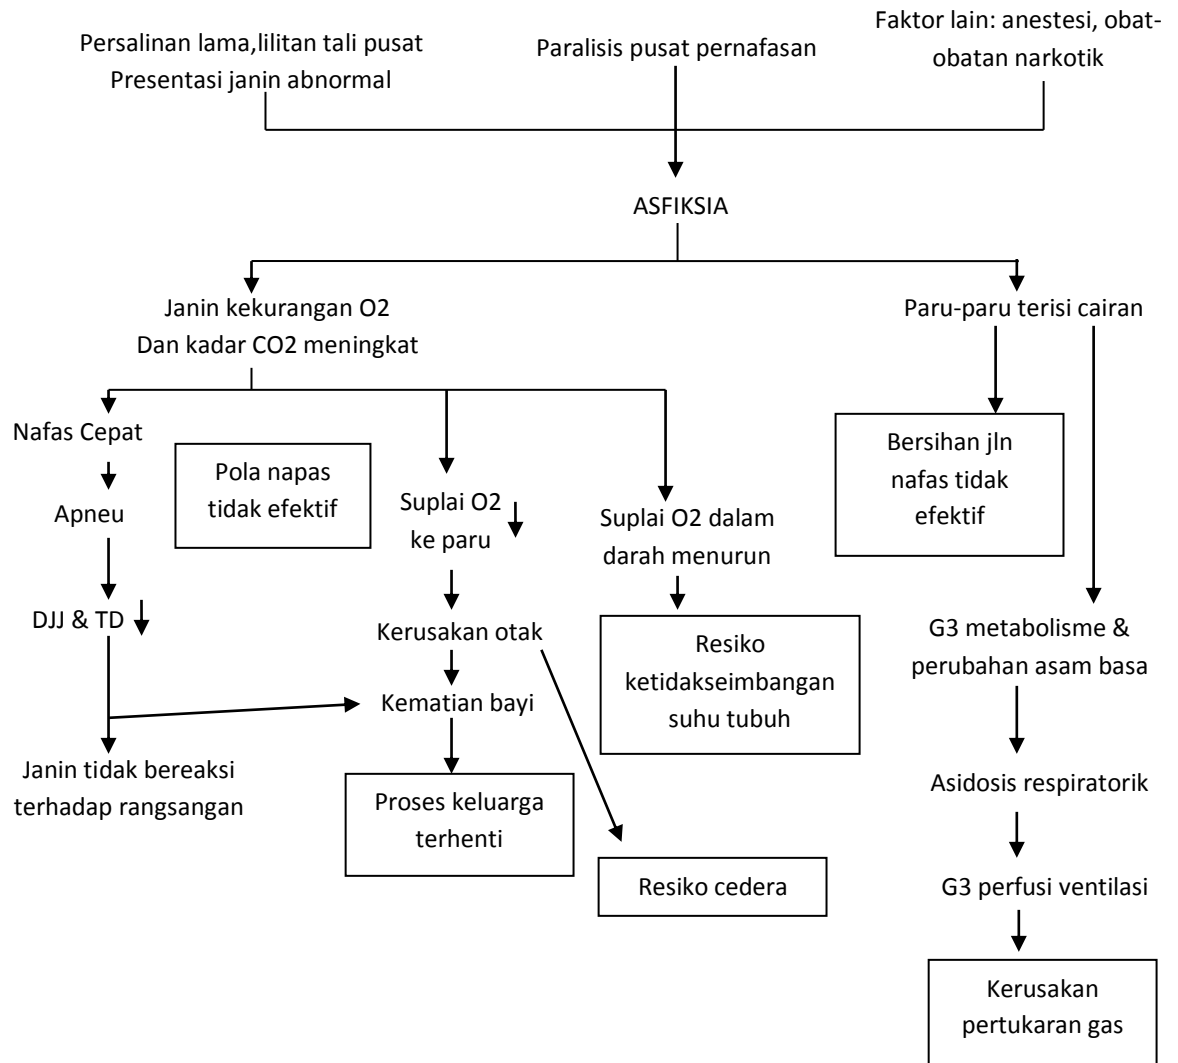 Persalinan lama,lilitan tali pusat
Presentasi janin abnormal
Paralisis pusat pernafasan
Faktor lain: anestesi, obat-
obatan narkotik
ASFIKSIA
Janin kekurangan O2
Dan kadar CO2 meningkat
Paru-paru terisi cairan
Nafas Cepat
Apneu
DJJ & TD
Janin tidak bereaksi
terhadap rangsangan
Pola napas
tidak efektif
Suplai O2
ke paru
Kerusakan otak
Kematian bayi
Proses keluarga
terhenti
Suplai O2 dalam
darah menurun
Resiko
ketidakseimbangan
suhu tubuh
Resiko cedera
Bersihan jln
nafas tidak
efektif
G3 metabolisme &
perubahan asam basa
Asidosis respiratorik
G3 perfusi ventilasi
Kerusakan
pertukaran gas